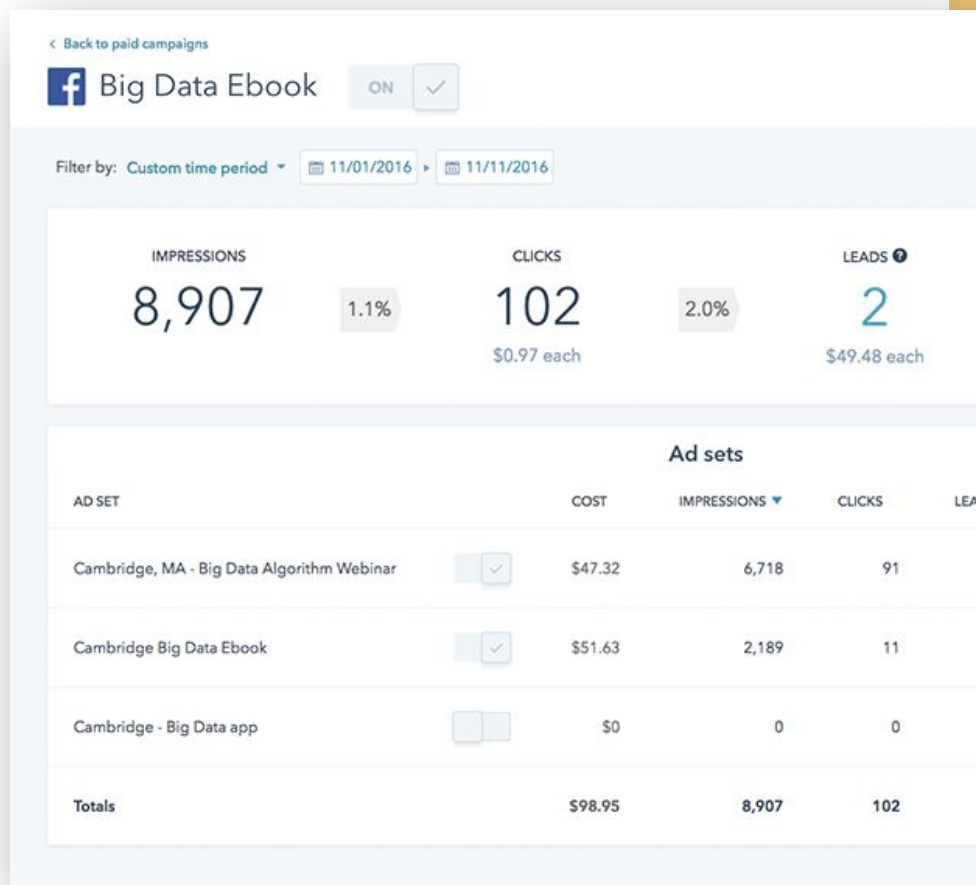 Back to paid campaigns
Big Data Ebook ON
Filter by: Custom time period 11/01/2016 11/11/2016
IMPRESSIONS CLICKS LEADS
8,907 1.1% 102 2.0% 2
$0.97 each $49.48 each
Ad sets
AD SET COST IMPRESSIONS CLICKS LEA
Cambridge, MA - Big Data Algorithm Webinar $47.32 6,718 91
Cambridge Big Data Ebook $51.63 2,189 11
Cambridge - Big Data app $0 0 0
Totals $98.95 8,907 102